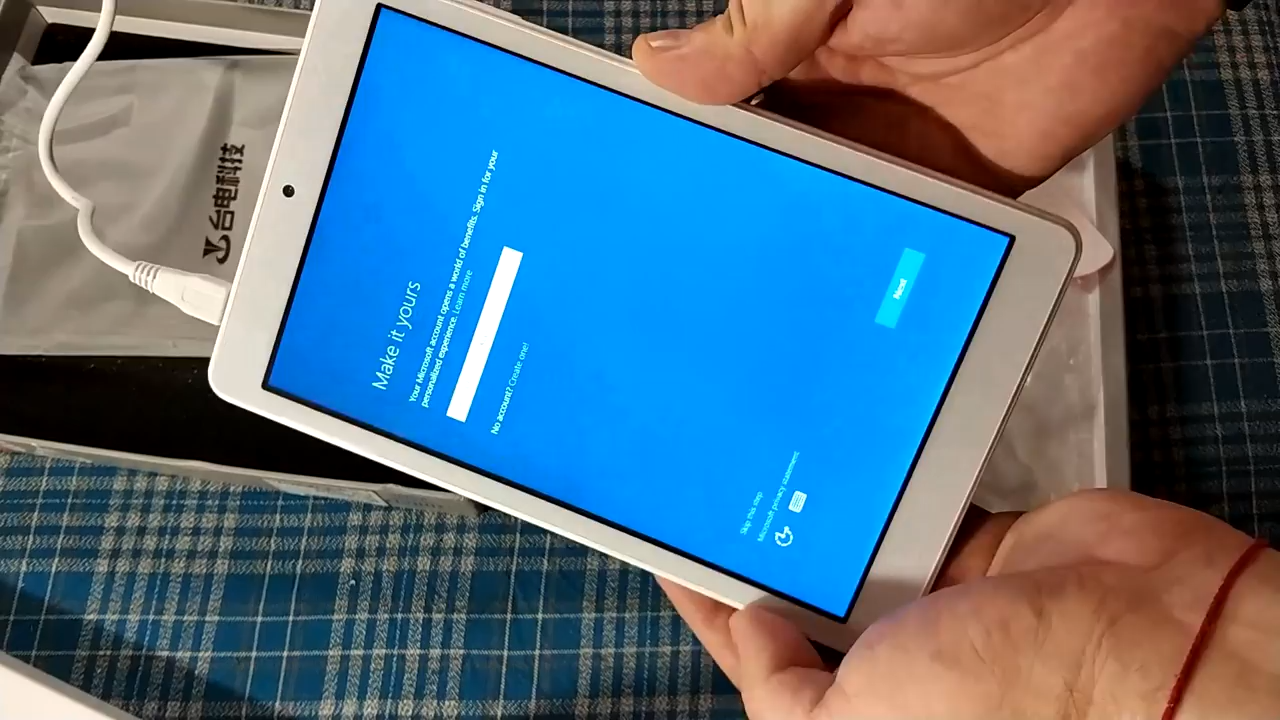 Make it yours
Your Microsoft account opens a world of benefits. Sign in for your
personalized experience. Learn more
No account? Create one!
Skip this step
Microsoft privacy statement
Next
台电科技